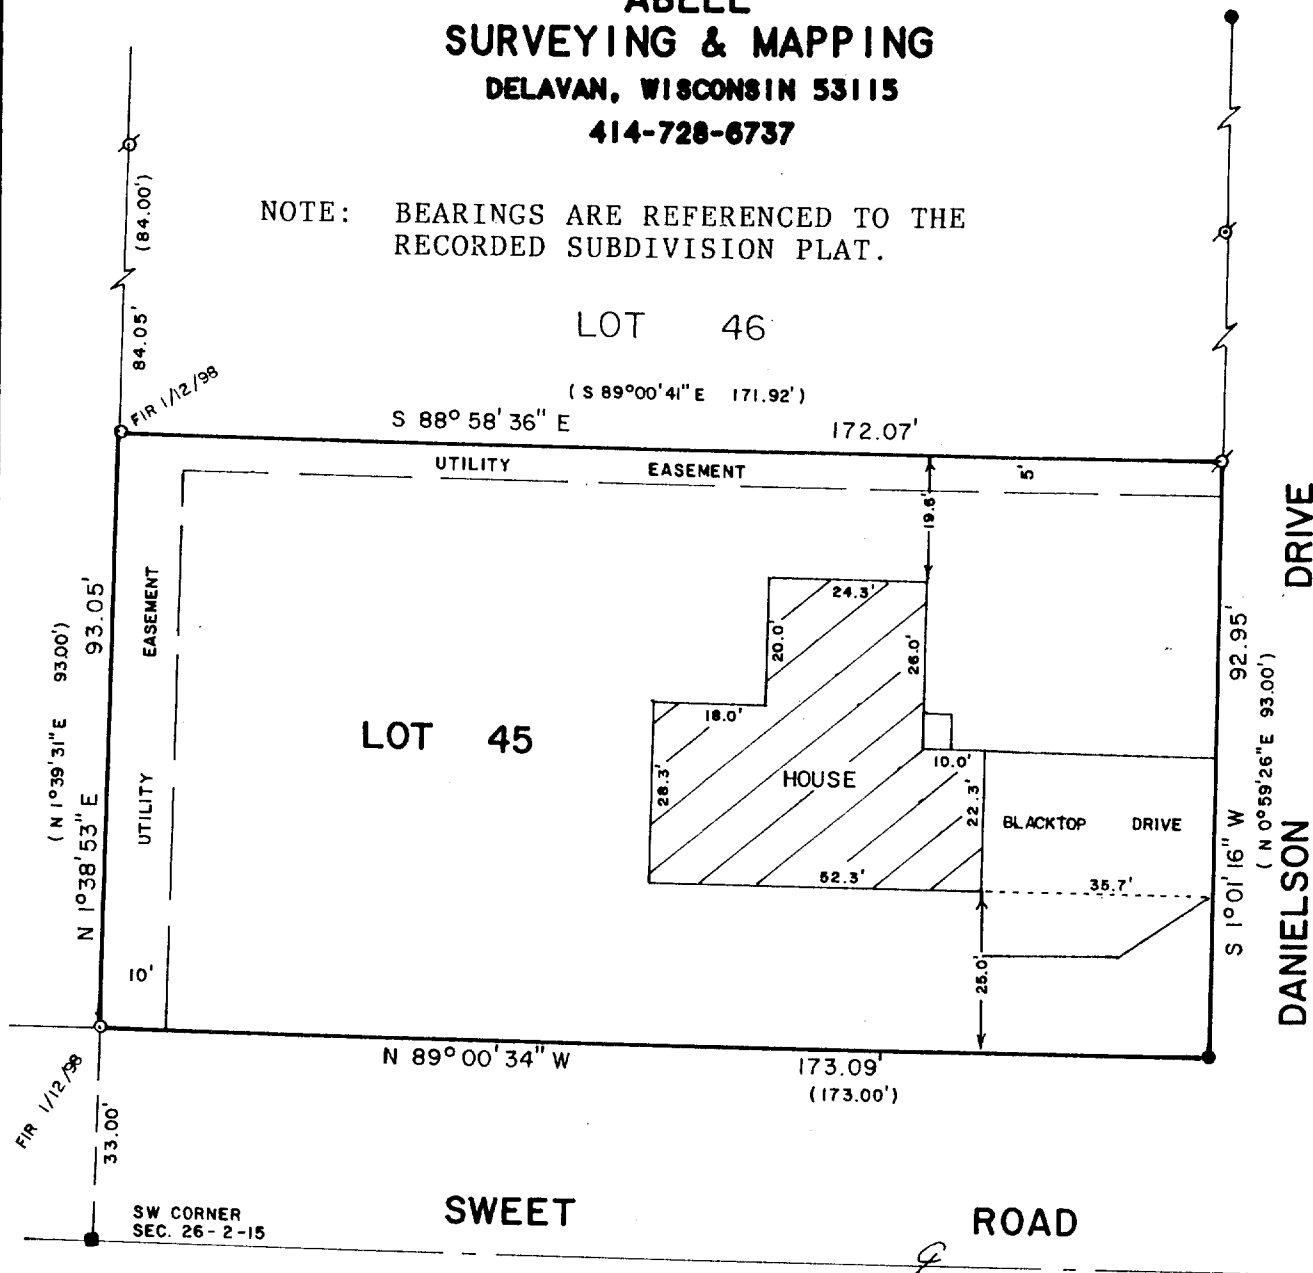 ABELL
SURVEYING & MAPPING
DELAVAN, WISCONSIN 53115
414-728-6737
NOTE: BEARINGS ARE REFERENCED TO THE
RECORDED SUBDIVISION PLAT.
(84.00')
84.05'
LOT 46
FIR 1/12/98
(S 89°00'41" E 171.92')
S 88° 58' 36" E 172.07'
UTILITY EASEMENT 5'
19.6'
24.3'
20.0'
26.0'
18.0'
LOT 45
28.3'
HOUSE
10.0'
22.3'
52.3'
BLACKTOP DRIVE
35.7'
25.0'
EASEMENT
UTILITY
10'
93.05'
(N 1°39'31" E 93.00')
N 1°38'53" E
92.95'
(N 0°59'26" E 93.00')
S 1°01'16" W
DANIELSON DRIVE
N 89° 00' 34" W 173.09'
(173.00')
FIR 1/12/98
33.00'
SW CORNER
SEC. 26-2-15
SWEET ROAD